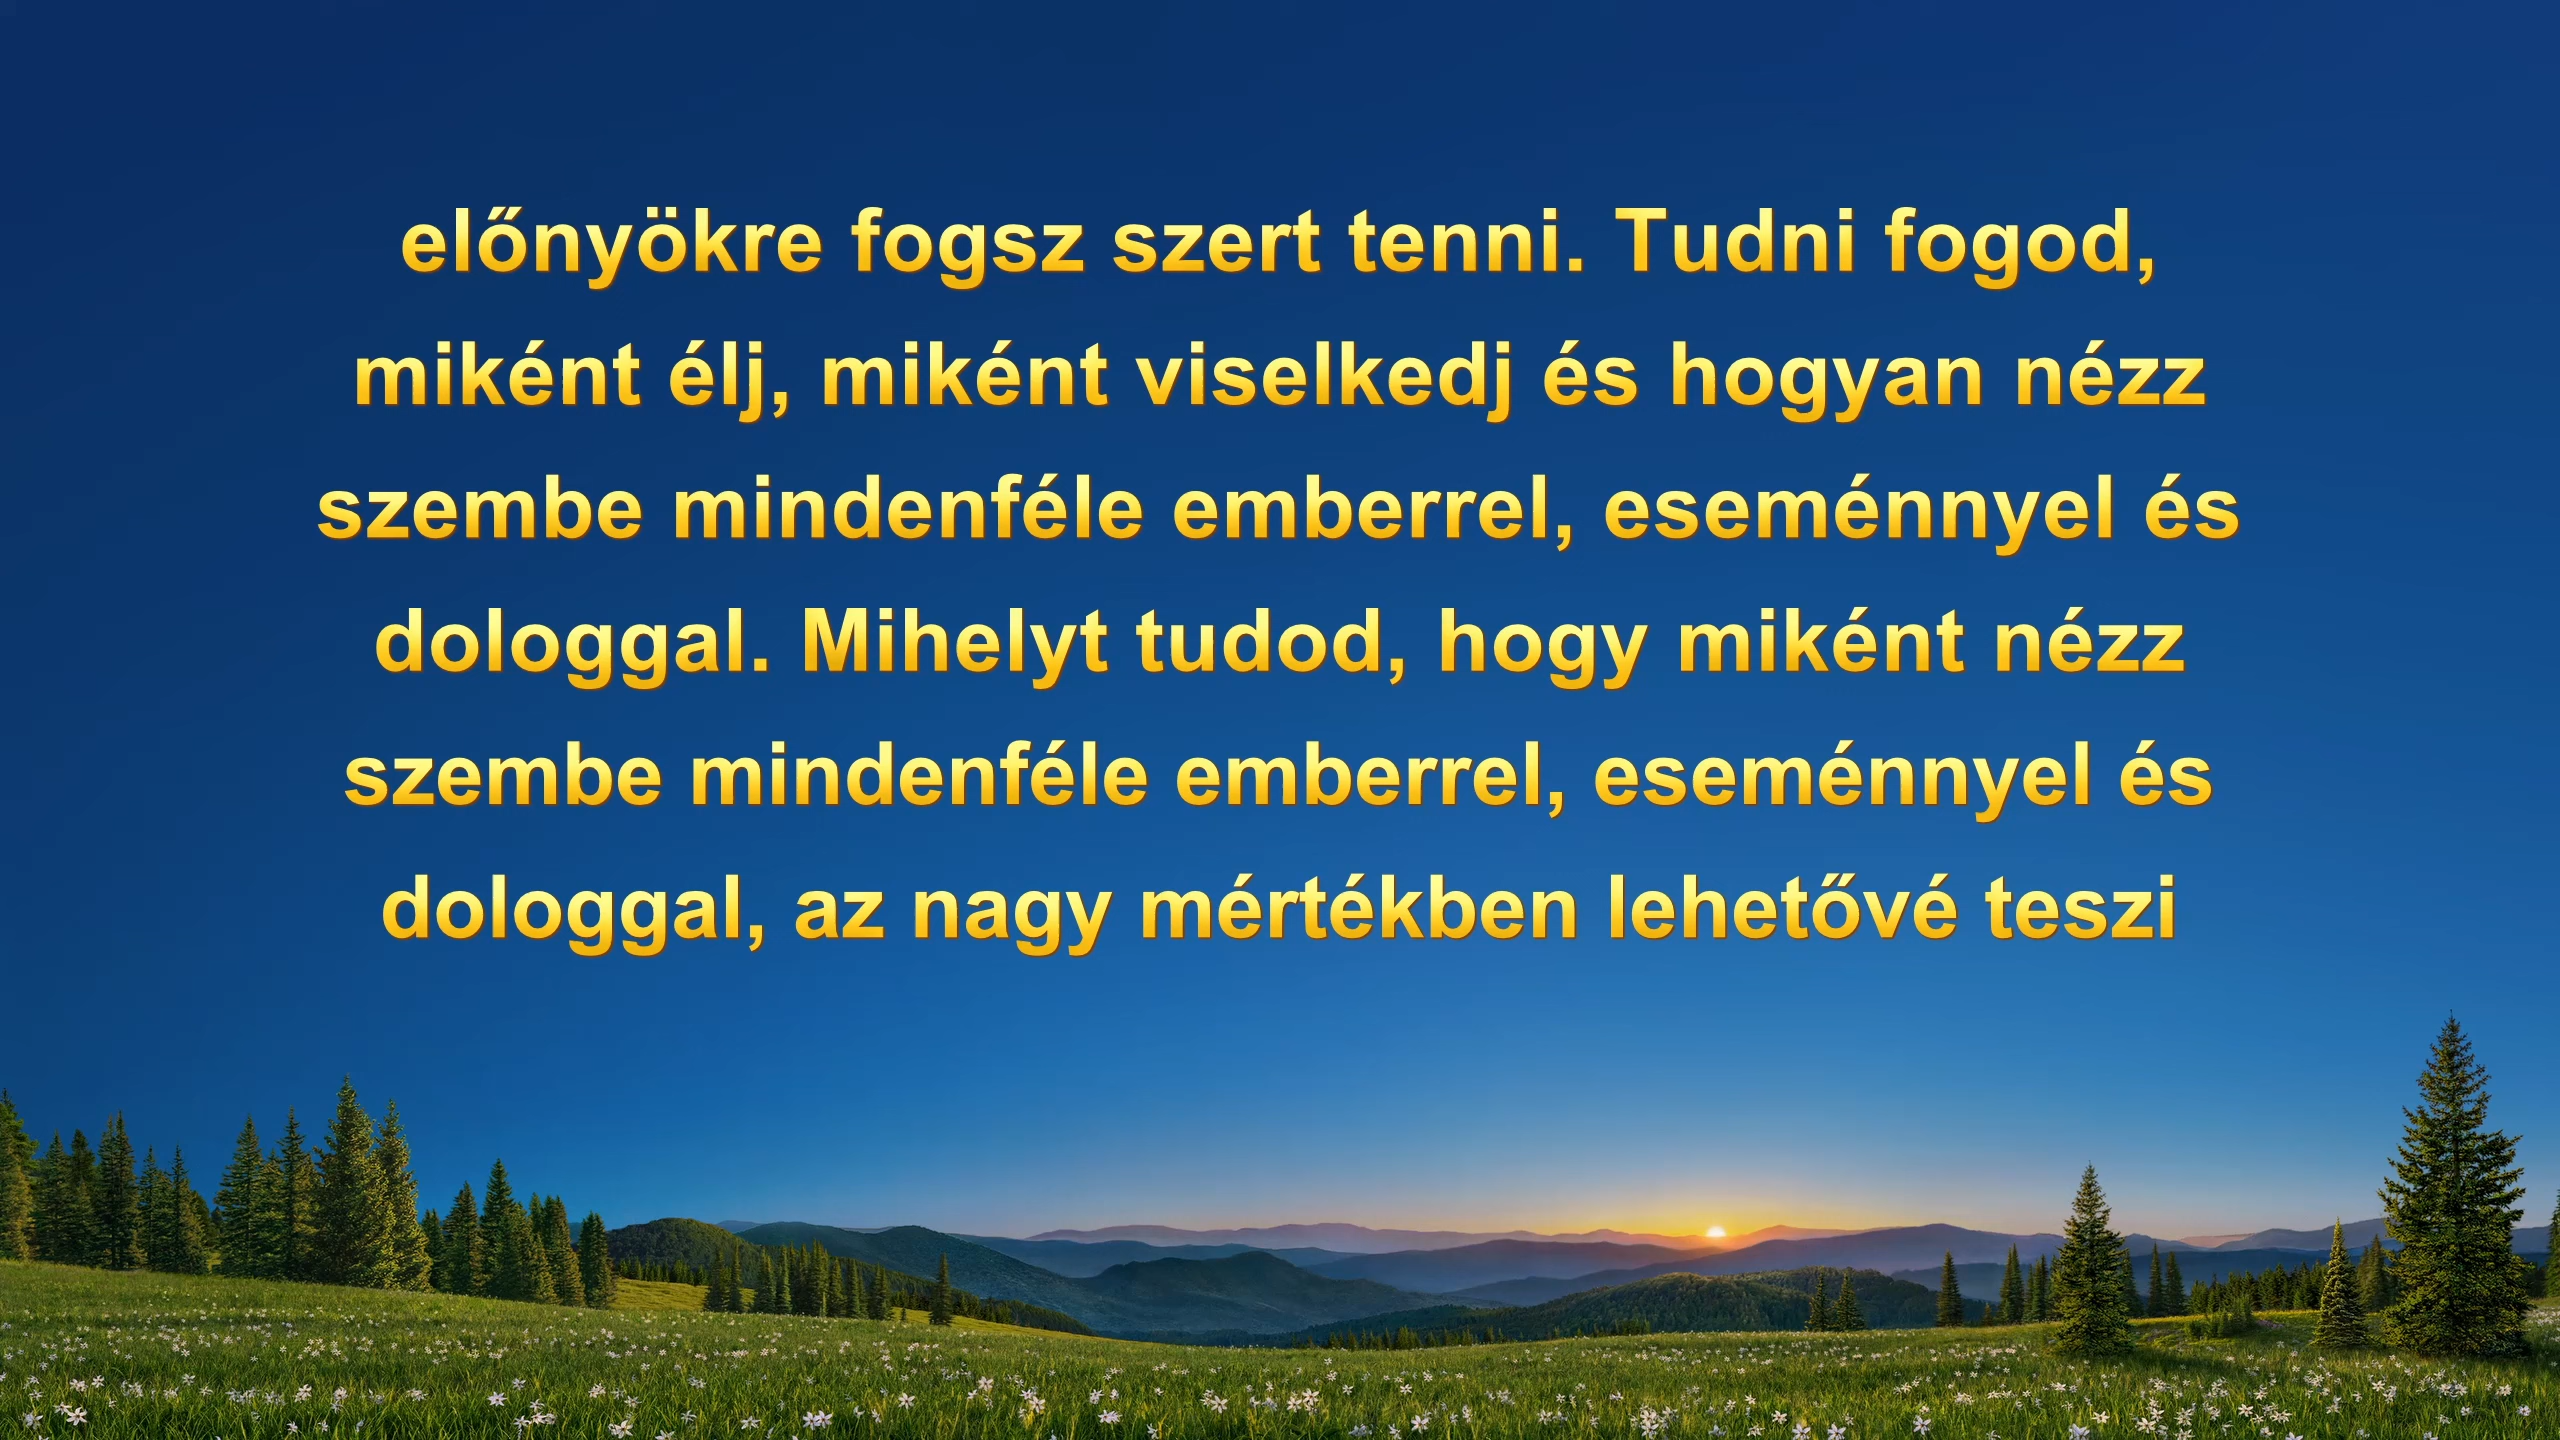 előnyökre fogsz szert tenni. Tudni fogod,
miként élj, miként viselkedj és hogyan nézz
szembe mindenféle emberrel, eseménnyel és
dologgal. Mihelyt tudod, hogy miként nézz
szembe mindenféle emberrel, eseménnyel és
dologgal, az nagy mértékben lehetővé teszi